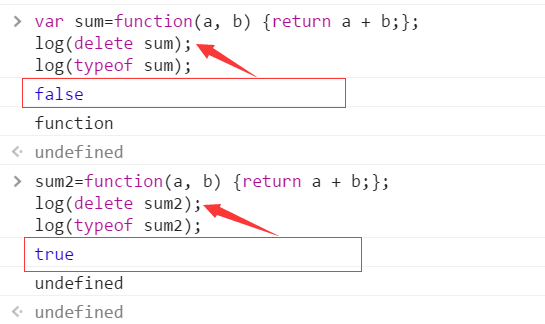 > var sum=function(a, b) {return a + b;};
log(delete sum);
log(typeof sum);
false
function
undefined
> sum2=function(a, b) {return a + b;};
log(delete sum2);
log(typeof sum2);
true
undefined
undefined